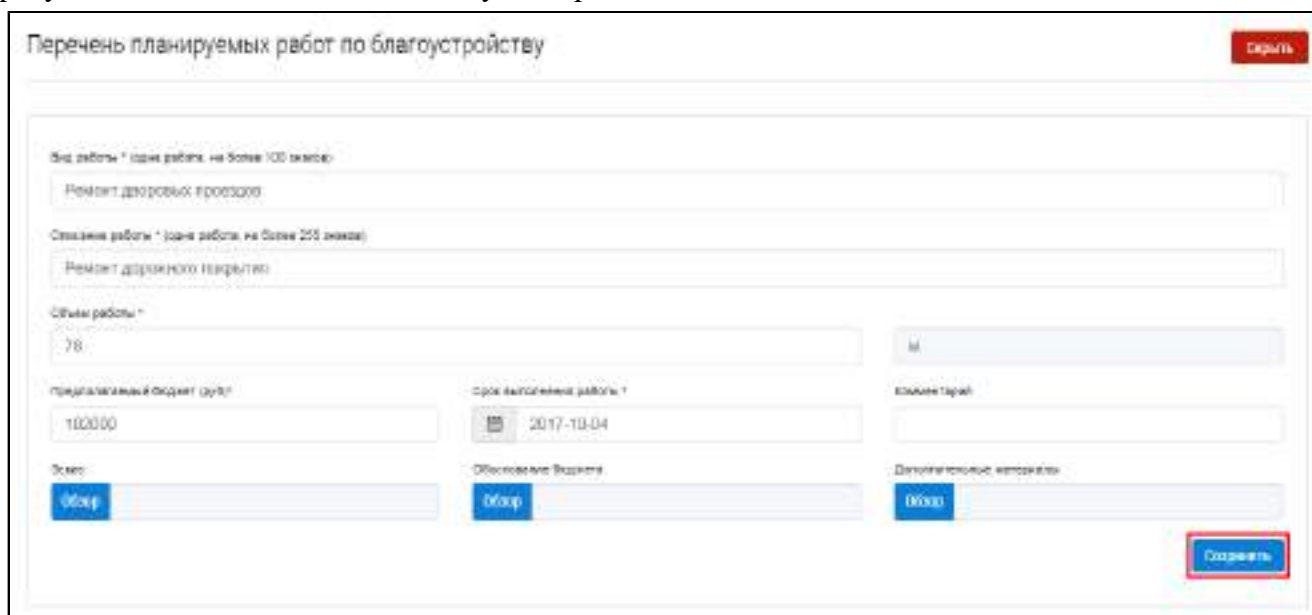 Перечень планируемых работ по благоустройству
Скрыть
Вид работы * (одна работа, не более 100 знаков)
Ремонт дворовых проездов
Описание работы * (одна работа, не более 255 знаков)
Ремонт дорожного покрытия
Объем работы *
78
Предполагаемый бюджет (руб)*
Срок выполнения работы *
Комментарий
102000
2017-10-04
Эскиз
Обоснование бюджета
Дополнительные материалы
Обзор
Обзор
Обзор
Сохранить